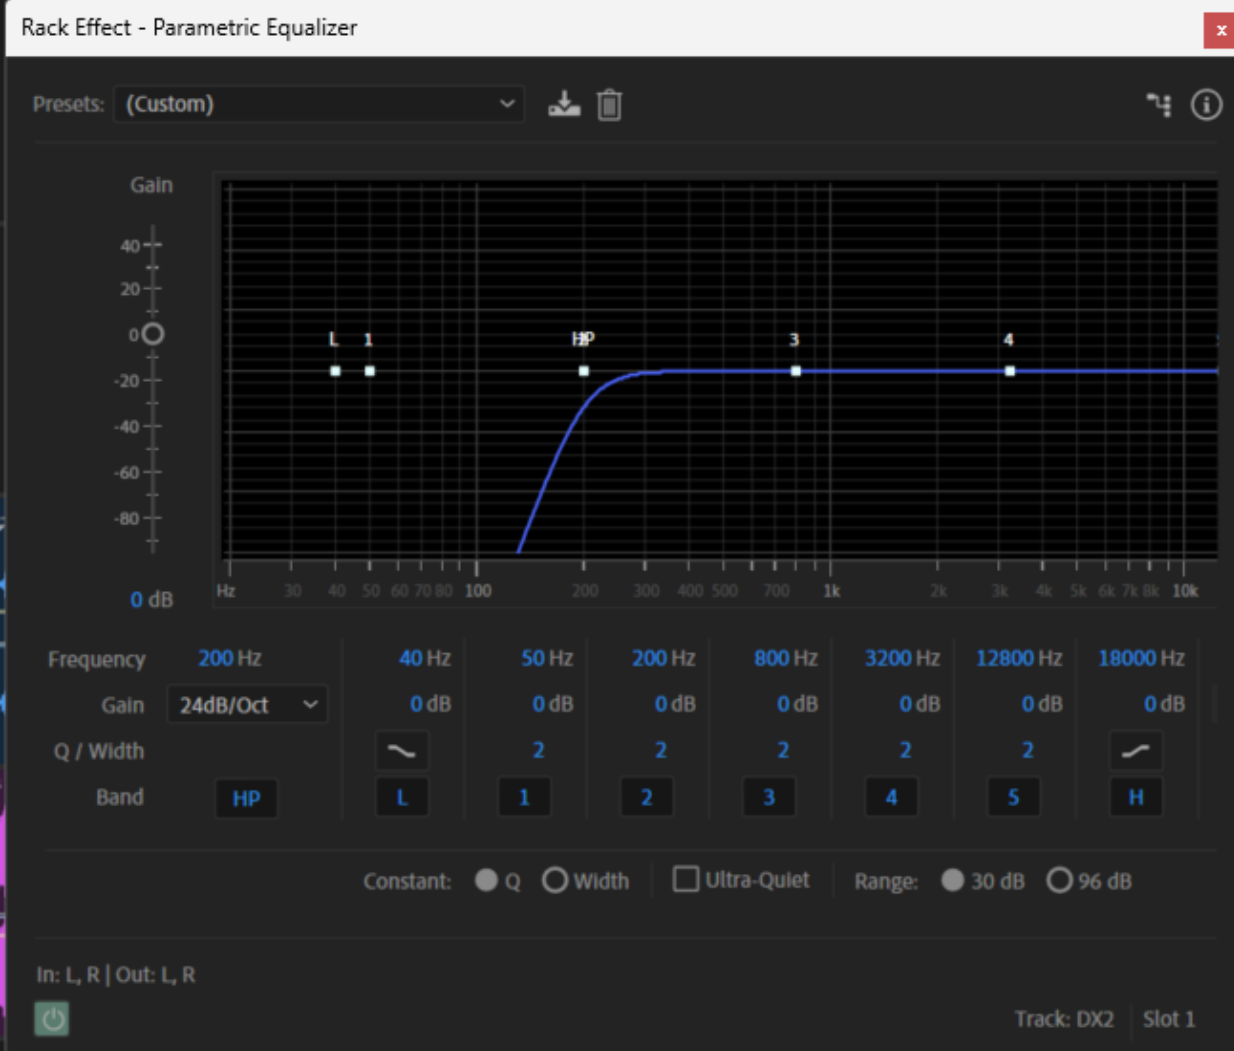 Rack Effect - Parametric Equalizer
x
Presets: (Custom)
Gain
40
20
0
-20
-40
-60
-80
0 dB
L 1 HP 3 4
Hz 30 40 50 60 70 80 100 200 300 400 500 700 1k 2k 3k 4k 5k 6k 7k 8k 10k
Frequency 200 Hz 40 Hz 50 Hz 200 Hz 800 Hz 3200 Hz 12800 Hz 18000 Hz
Gain 24dB/Oct 0 dB 0 dB 0 dB 0 dB 0 dB 0 dB 0 dB
Q / Width 2 2 2 2 2
Band HP L 1 2 3 4 5 H
Constant: Q Width Ultra-Quiet Range: 30 dB 96 dB
In: L, R | Out: L, R
Track: DX2 Slot 1